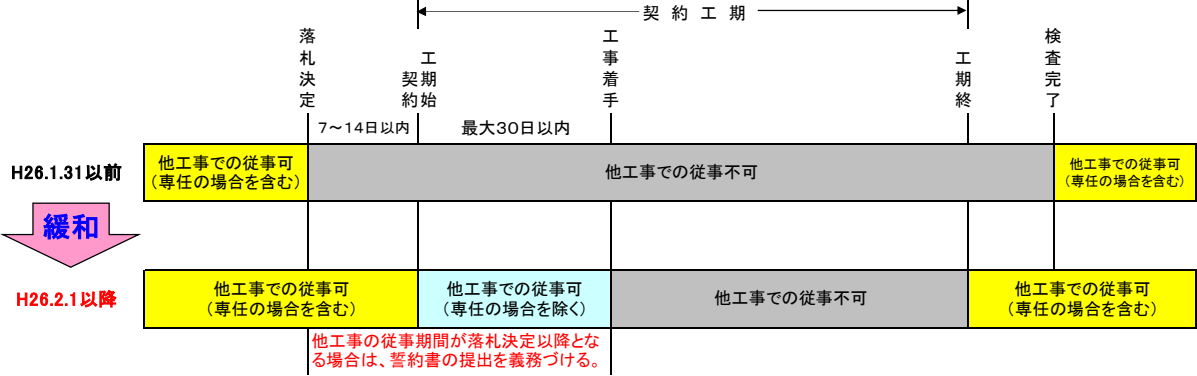 契 約 工 期
落札決定
契約
工期始
工事着手
工期終
検査完了
7～14日以内
最大30日以内
H26.1.31以前
他工事での従事可
(専任の場合を含む)
他工事での従事不可
他工事での従事可
(専任の場合を含む)
緩和
H26.2.1以降
他工事での従事可
(専任の場合を含む)
他工事での従事可
(専任の場合を除く)
他工事での従事不可
他工事での従事可
(専任の場合を含む)
他工事の従事期間が落札決定以降とな
る場合は、誓約書の提出を義務づける。